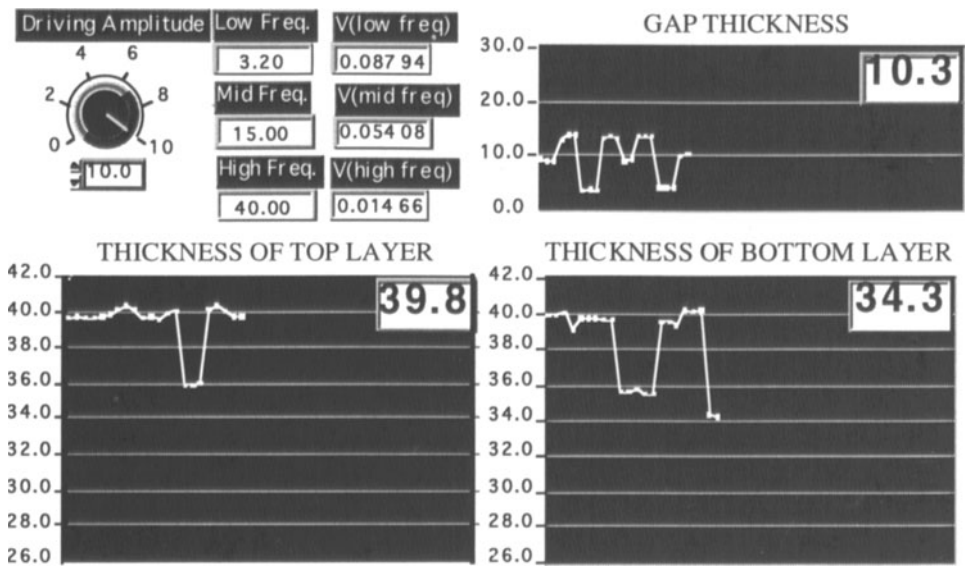 Driving Amplitude
4 6
2 8
0 10
10.0
Low Freq. V(low freq)
3.20 0.087 94
Mid Freq. V(mid freq)
15.00 0.054 08
High Freq. V(high freq)
40.00 0.014 66
GAP THICKNESS
30.0
20.0
10.0
0.0
10.3
THICKNESS OF TOP LAYER
42.0
40.0
38.0
36.0
34.0
32.0
30.0
28.0
26.0
39.8
THICKNESS OF BOTTOM LAYER
42.0
40.0
38.0
36.0
34.0
32.0
30.0
28.0
26.0
34.3